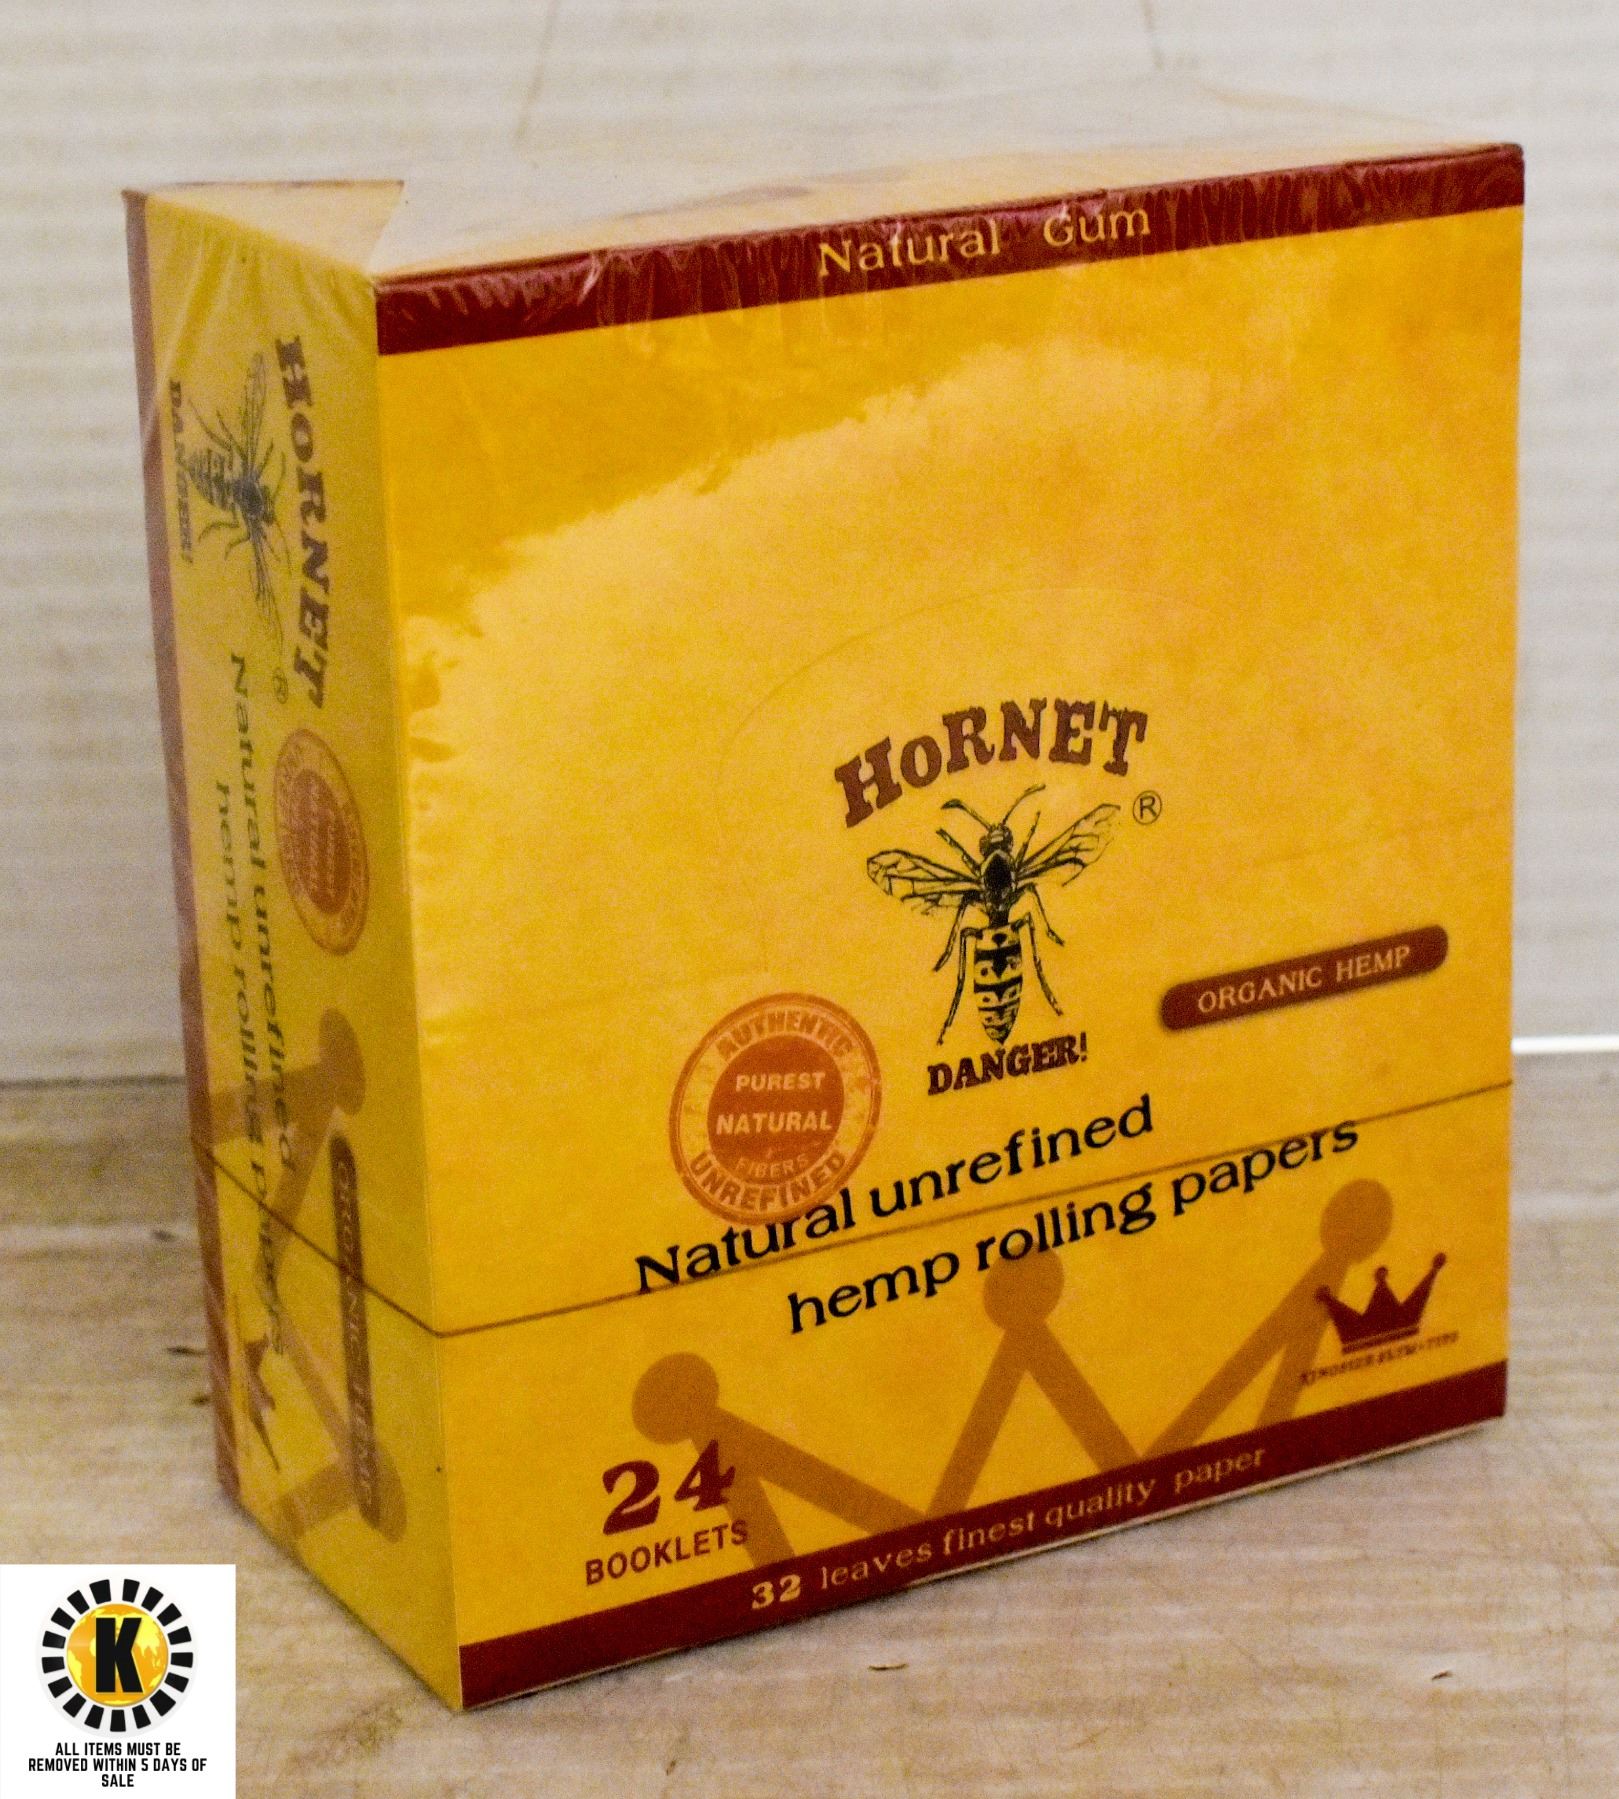 Natural Gum
HORNET
®
DANGER!
ORGANIC HEMP
AUTHENTIC
PUREST
NATURAL
FIBERS
UNREFINED
Natural unrefined
hemp rolling papers
24
BOOKLETS
32 leaves finest quality paper
HORNET
®
DANGER!
Natural unrefined
hemp rolling papers
ORGANIC HEMP
K
ALL ITEMS MUST BE
REMOVED WITHIN 5 DAYS OF
SALE